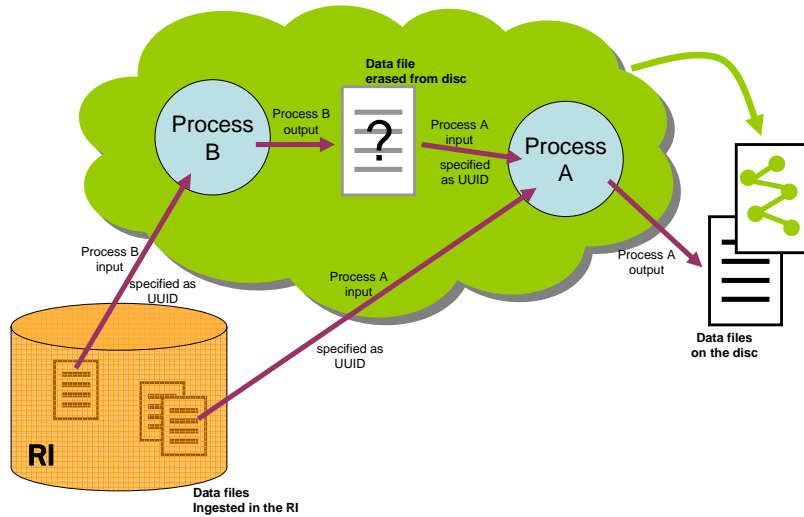 Data file
erased from disc
Process B
output
Process
B
?
Process A
input
specified
as UUID
Process
A
Process B
input
specified as
UUID
Process A
input
specified as
UUID
Process A
output
Data files
on the disc
RI
Data files
Ingested in the RI